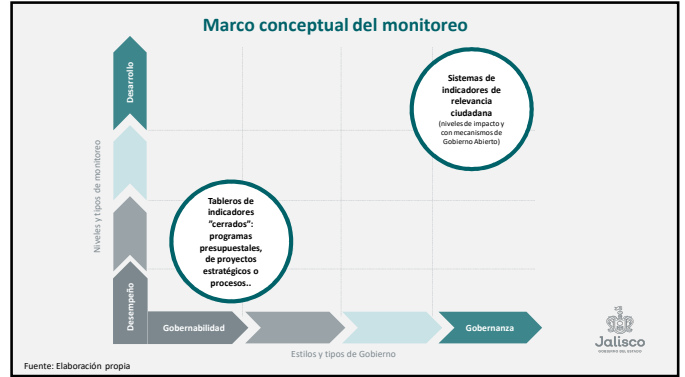 Marco conceptual del monitoreo
Niveles y tipos de monitoreo
Desarrollo
Desempeño
Sistemas de
indicadores de
relevancia
ciudadana
(niveles de impacto y
con mecanismos de
Gobierno Abierto)
Tableros de
indicadores
"cerrados":
programas
presupuestales,
de proyectos
estratégicos o
procesos..
Gobernabilidad
Gobernanza
Estilos y tipos de Gobierno
Jalisco
GOBIERNO DEL ESTADO
Fuente: Elaboración propia